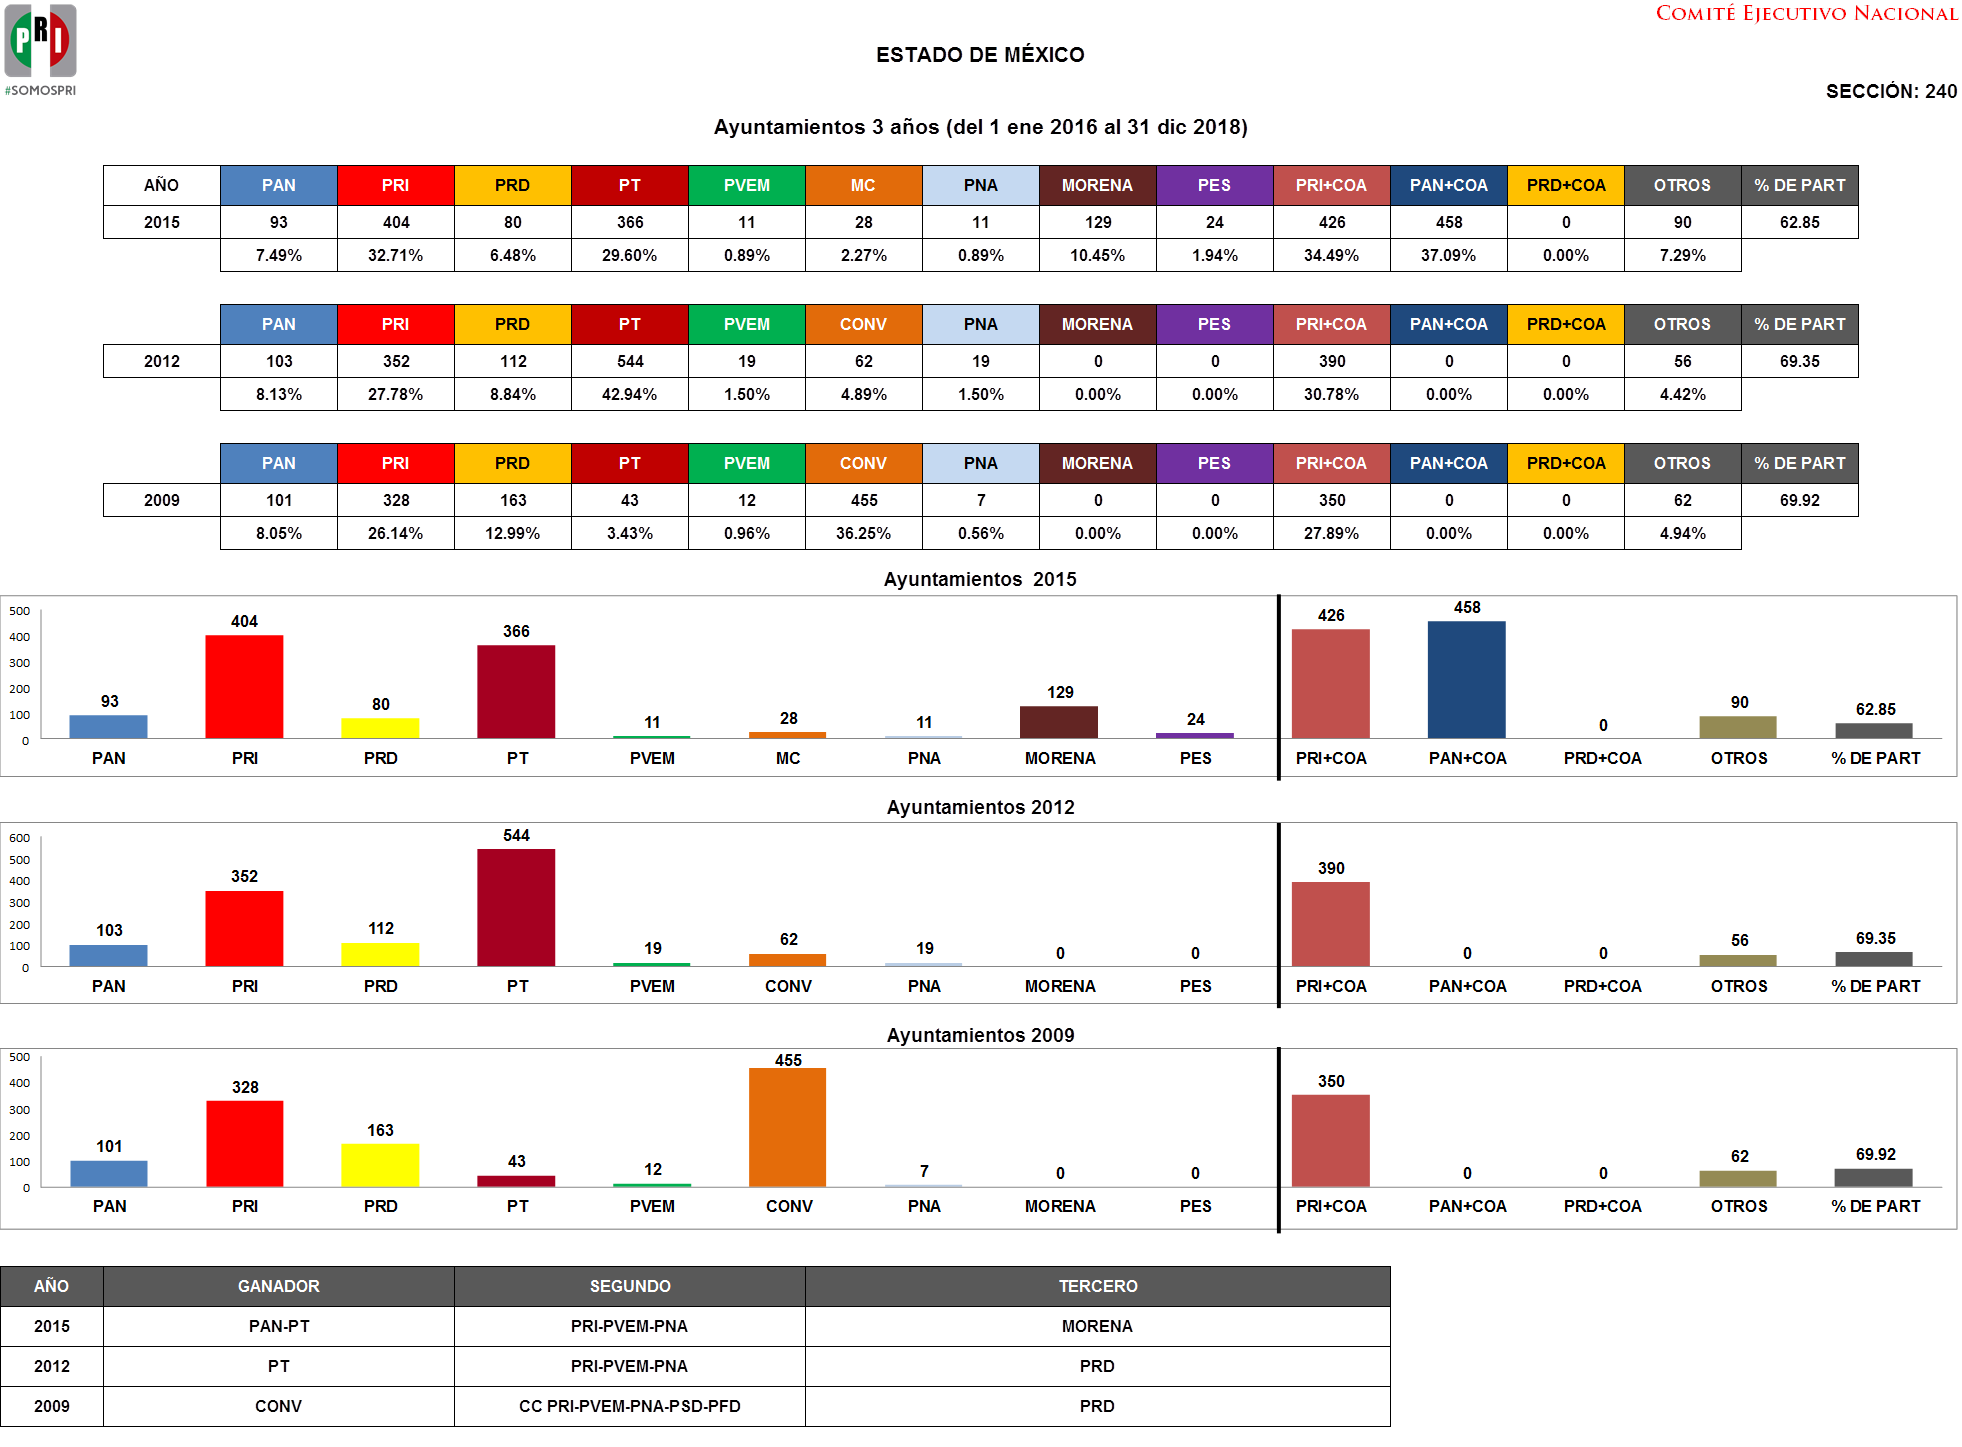 PRI
#SOMOSPRI
COMITÉ EJECUTIVO NACIONAL
ESTADO DE MÉXICO
SECCIÓN: 240
Ayuntamientos 3 años (del 1 ene 2016 al 31 dic 2018)
AÑO PAN PRI PRD PT PVEM MC PNA MORENA PES PRI+COA PAN+COA PRD+COA OTROS % DE PART
2015 93 404 80 366 11 28 11 129 24 426 458 0 90 62.85
7.49% 32.71% 6.48% 29.60% 0.89% 2.27% 0.89% 10.45% 1.94% 34.49% 37.09% 0.00% 7.29%
PAN PRI PRD PT PVEM CONV PNA MORENA PES PRI+COA PAN+COA PRD+COA OTROS % DE PART
2012 103 352 112 544 19 62 19 0 0 390 0 0 56 69.35
8.13% 27.78% 8.84% 42.94% 1.50% 4.89% 1.50% 0.00% 0.00% 30.78% 0.00% 0.00% 4.42%
PAN PRI PRD PT PVEM CONV PNA MORENA PES PRI+COA PAN+COA PRD+COA OTROS % DE PART
2009 101 328 163 43 12 455 7 0 0 350 0 0 62 69.92
8.05% 26.14% 12.99% 3.43% 0.96% 36.25% 0.56% 0.00% 0.00% 27.89% 0.00% 0.00% 4.94%
Ayuntamientos 2015
500
400
300
200
100
0
93 404 80 366 11 28 11 129 24 426 458 0 90 62.85
PAN PRI PRD PT PVEM MC PNA MORENA PES PRI+COA PAN+COA PRD+COA OTROS % DE PART
Ayuntamientos 2012
600
500
400
300
200
100
0
103 352 112 544 19 62 19 0 0 390 0 0 56 69.35
PAN PRI PRD PT PVEM CONV PNA MORENA PES PRI+COA PAN+COA PRD+COA OTROS % DE PART
Ayuntamientos 2009
500
400
300
200
100
0
101 328 163 43 12 455 7 0 0 350 0 0 62 69.92
PAN PRI PRD PT PVEM CONV PNA MORENA PES PRI+COA PAN+COA PRD+COA OTROS % DE PART
AÑO GANADOR SEGUNDO TERCERO
2015 PAN-PT PRI-PVEM-PNA MORENA
2012 PT PRI-PVEM-PNA PRD
2009 CONV CC PRI-PVEM-PNA-PSD-PFD PRD